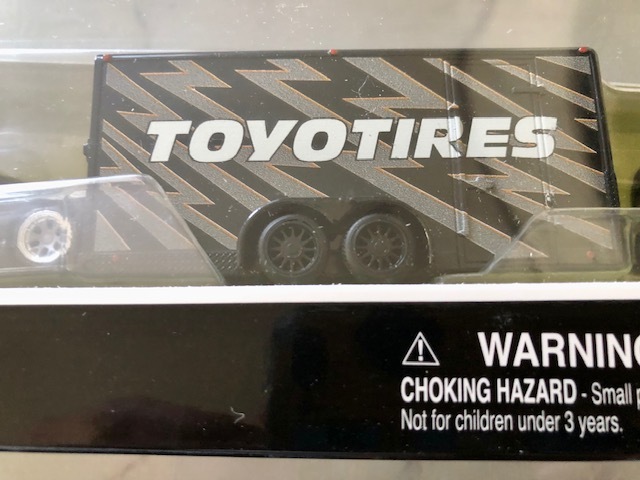 TOYOTIRES
WARNING
CHOKING HAZARD - Small
Not for children under 3 years.